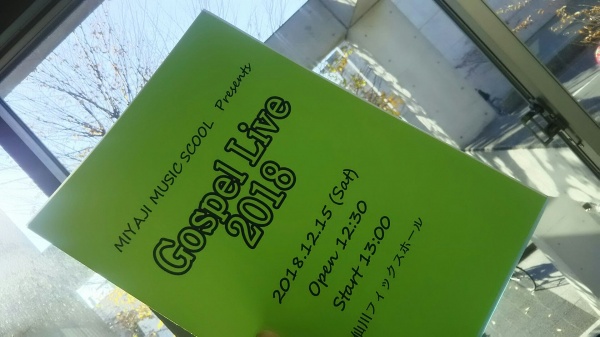 MIYAJI MUSIC SCOOL Presents
Gospel Live
2018
2018.12.15 (Sat)
Open 12:30
Start 13:00
仙川フィックスホール